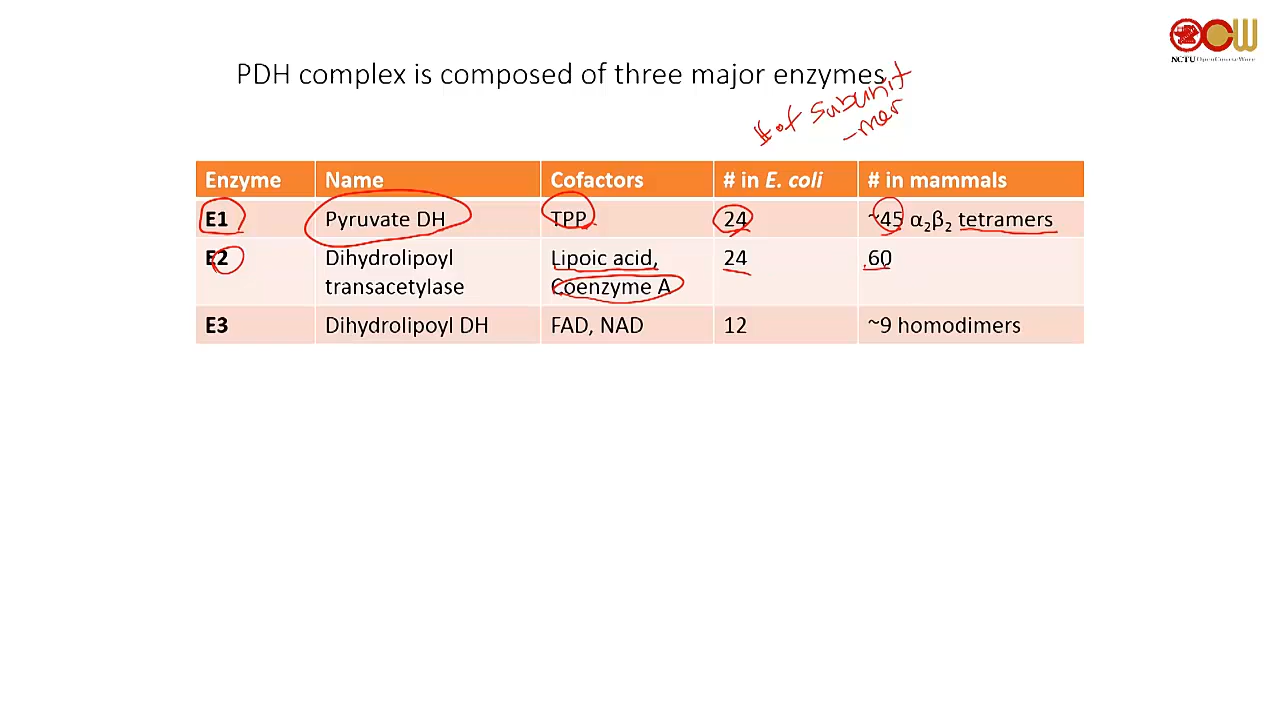 NCTU OpenCourseWare
PDH complex is composed of three major enzymes
# of subunit
-mer
Enzyme Name Cofactors # in E. coli # in mammals
E1 Pyruvate DH TPP 24 ~45 α₂β₂ tetramers
E2 Dihydrolipoyl transacetylase Lipoic acid, Coenzyme A 24 60
E3 Dihydrolipoyl DH FAD, NAD 12 ~9 homodimers